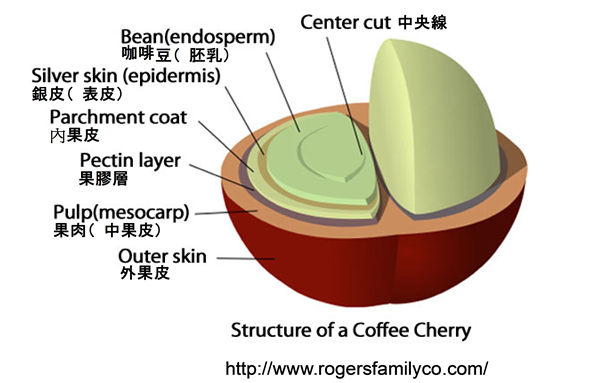 Center cut 中央線
Bean(endosperm)
咖啡豆( 胚乳)
Silver skin (epidermis)
銀皮( 表皮)
Parchment coat
內果皮
Pectin layer
果膠層
Pulp(mesocarp)
果肉( 中果皮)
Outer skin
外果皮
Structure of a Coffee Cherry
http://www.rogersfamilyco.com/